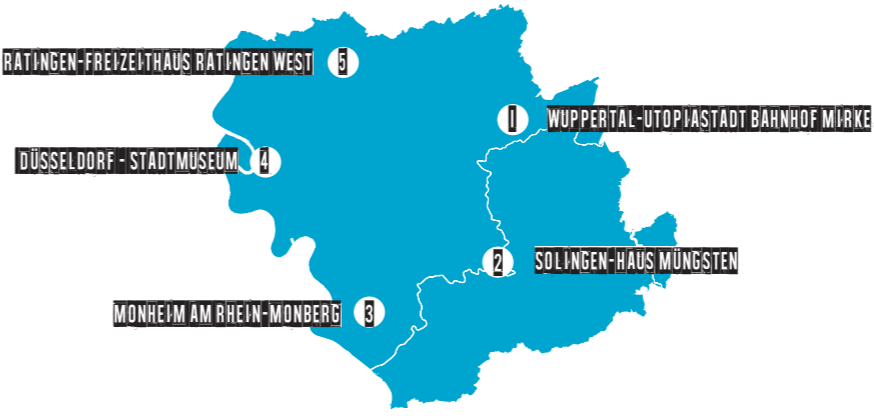 RATINGEN-FREIZEITHAUS RATINGEN WEST 5
1 WUPPERTAL-UTOPIASTADT BAHNHOF MIRKE
DÜSSELDORF - STADTMUSEUM 4
2 SOLINGEN-HAUS MÜNGSTEN
MONHEIM AM RHEIN-MONBERG 3